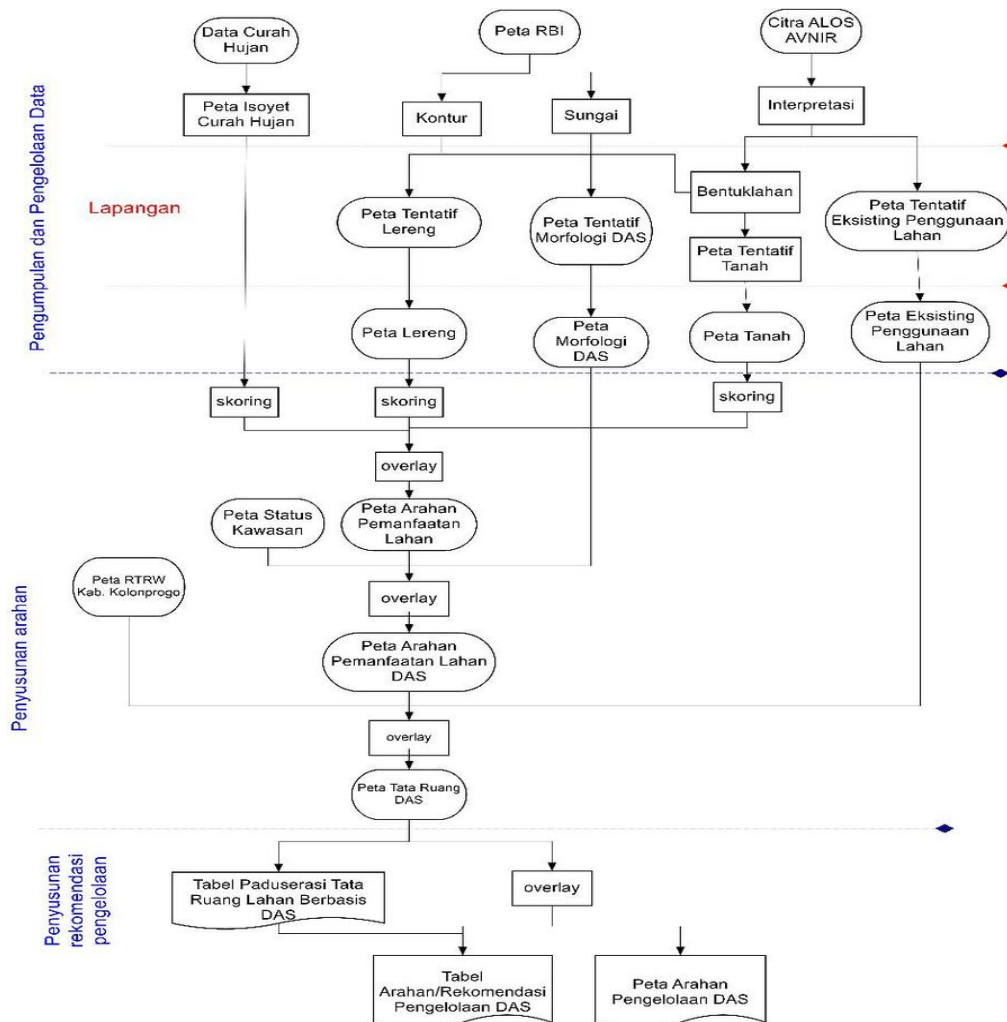 Data Curah
Hujan
Peta RBI
Citra ALOS
AVNIR
Peta Isoyet
Curah Hujan
Kontur
Sungai
Interpretasi
Pengumpulan dan Pengelolaan Data
Lapangan
Peta Tentatif
Lereng
Peta Tentatif
Morfologi DAS
Bentuklahan
Peta Tentatif
Tanah
Peta Tentatif
Eksisting Penggunaan
Lahan
Peta Lereng
Peta
Morfologi
DAS
Peta Tanah
Peta Eksisting
Penggunaan
Lahan
skoring
skoring
skoring
overlay
Peta Status
Kawasan
Peta Arahan
Pemanfaatan
Lahan
Peta RTRW
Kab. Kolonprogo
overlay
Penyusunan arahan
Peta Arahan
Pemanfaatan Lahan
DAS
overlay
Peta Tata Ruang
DAS
Penyusunan
rekomendasi
pengelolaan
Tabel Paduserasi Tata
Ruang Lahan Berbasis
DAS
overlay
Tabel
Arahan/Rekomendasi
Pengelolaan DAS
Peta Arahan
Pengelolaan DAS